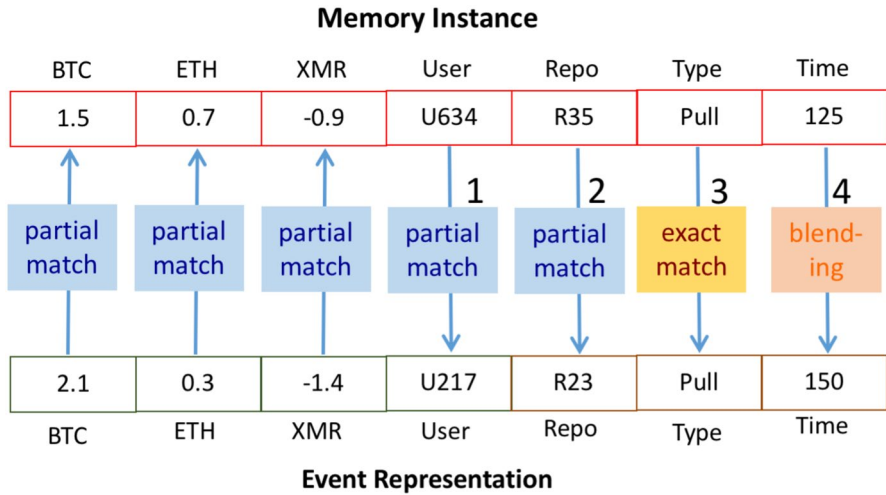 Memory Instance
BTC ETH XMR User Repo Type Time
1.5 0.7 -0.9 U634 R35 Pull 125
1 2 3 4
partial partial partial partial partial exact blend-
match match match match match match ing
2.1 0.3 -1.4 U217 R23 Pull 150
BTC ETH XMR User Repo Type Time
Event Representation